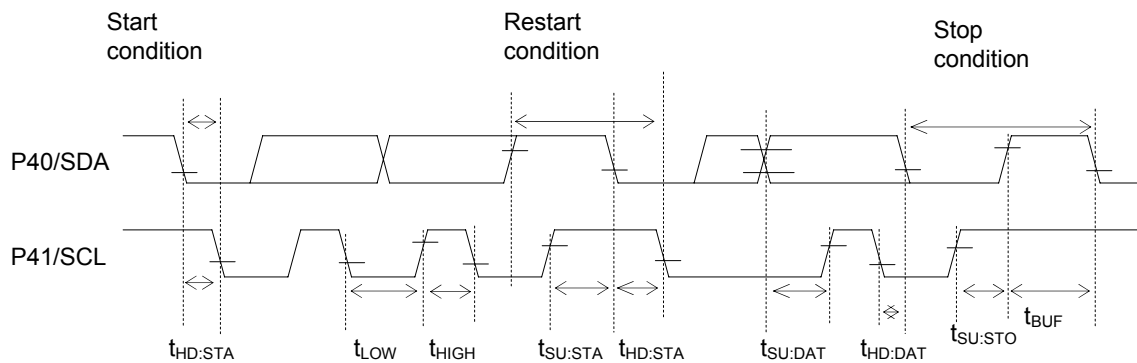 Start
condition
Restart
condition
Stop
condition
P40/SDA
P41/SCL
tHD:STA
tLOW
tHIGH
tSU:STA
tHD:STA
tSU:DAT
tHD:DAT
tSU:STO
tBUF